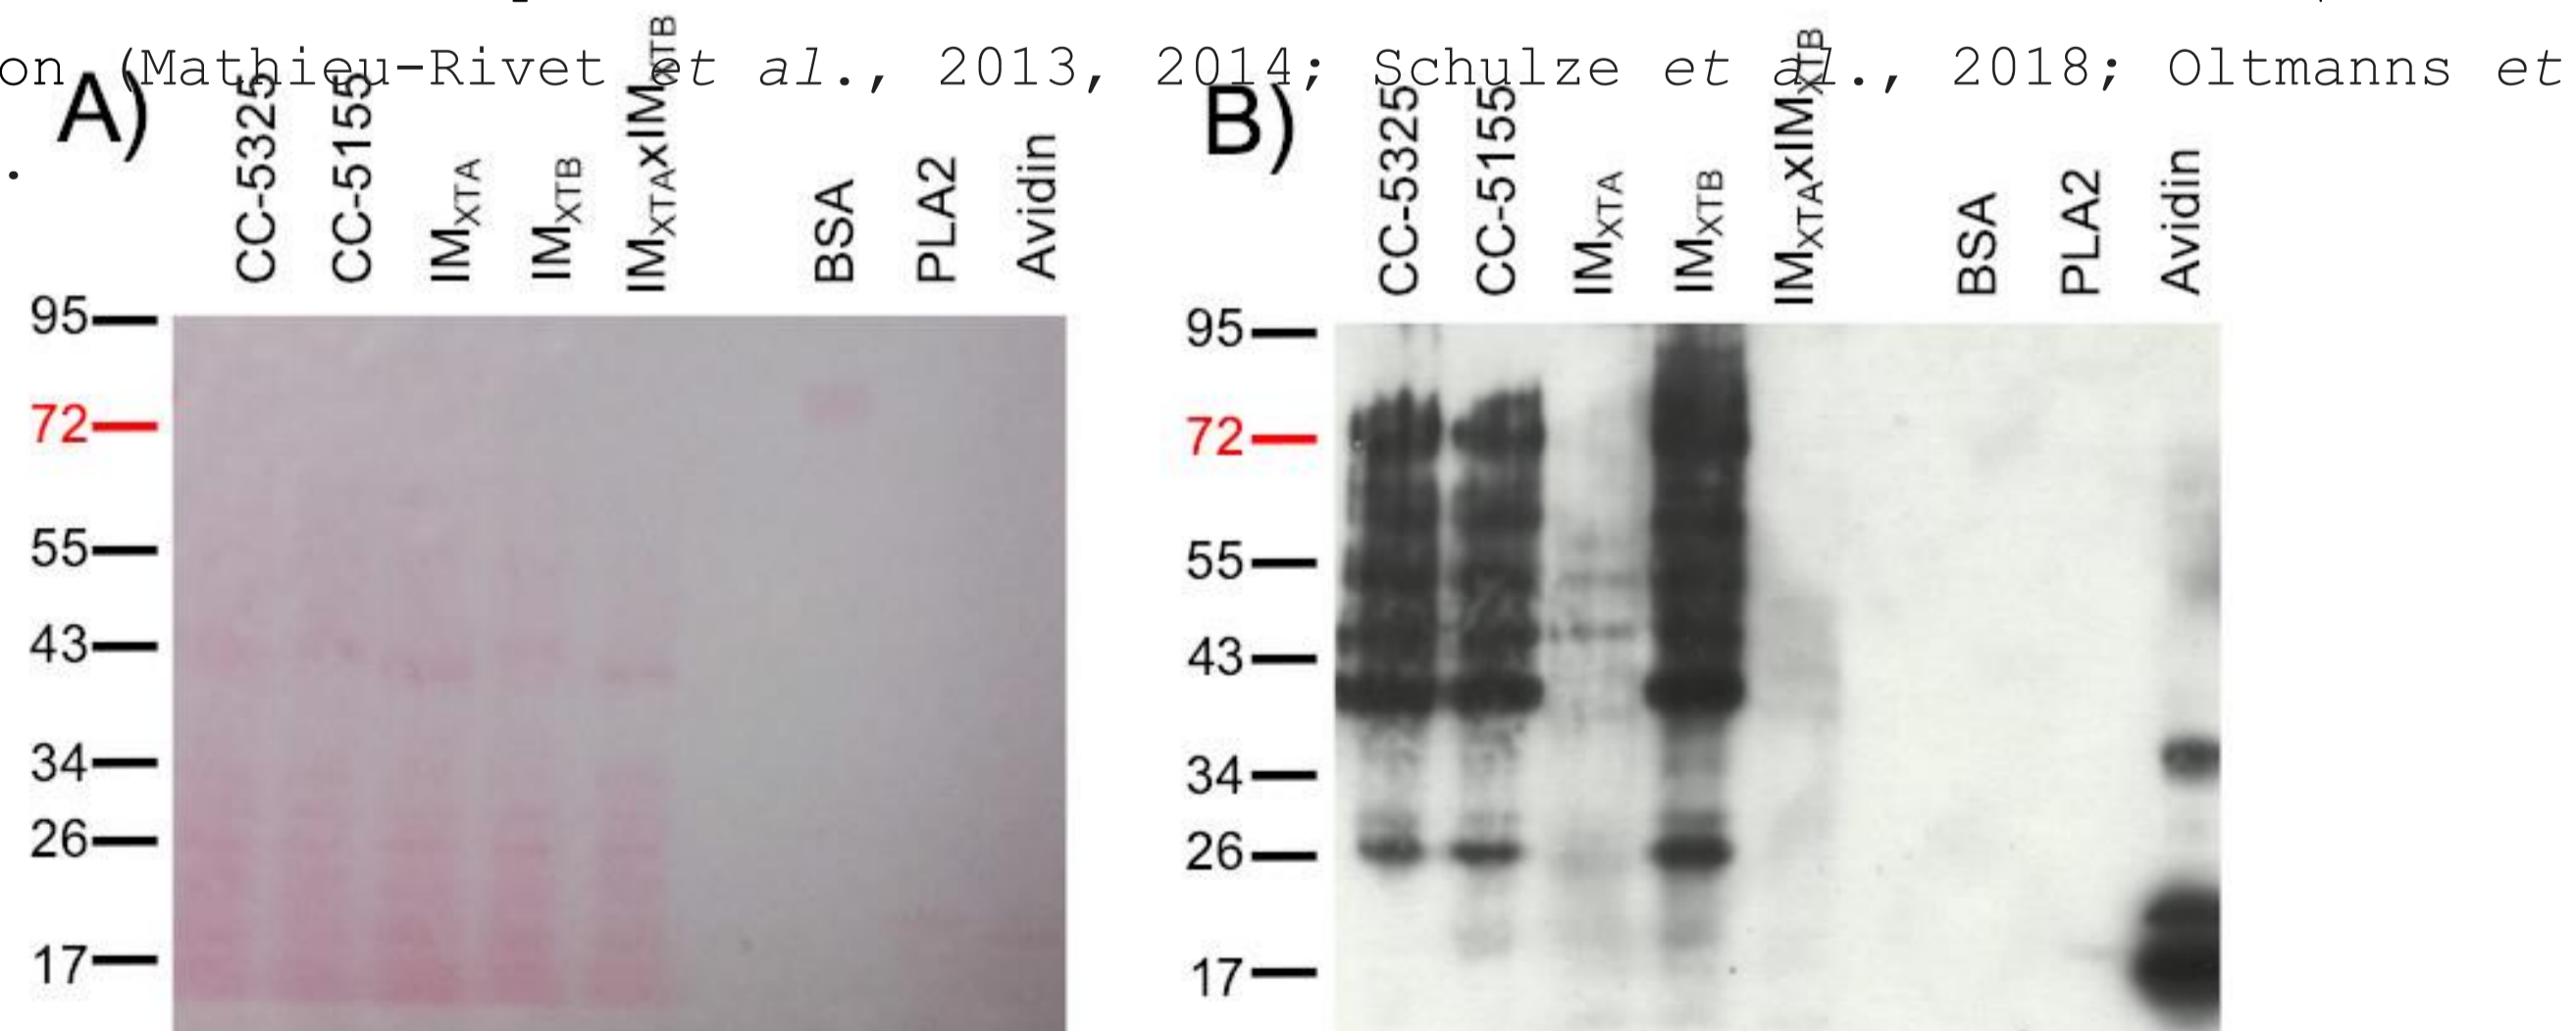 on (Mathieu-Rivet et al., 2013, 2014; Schulze et al., 2018; Oltmanns et
.
A)
CC-5325
CC-5155
IMXTA
IMXTB
IMXTAxIMXTB
BSA
PLA2
Avidin
95
72
55
43
34
26
17
B)
CC-5325
CC-5155
IMXTA
IMXTB
IMXTAxIMXTB
BSA
PLA2
Avidin
95
72
55
43
34
26
17